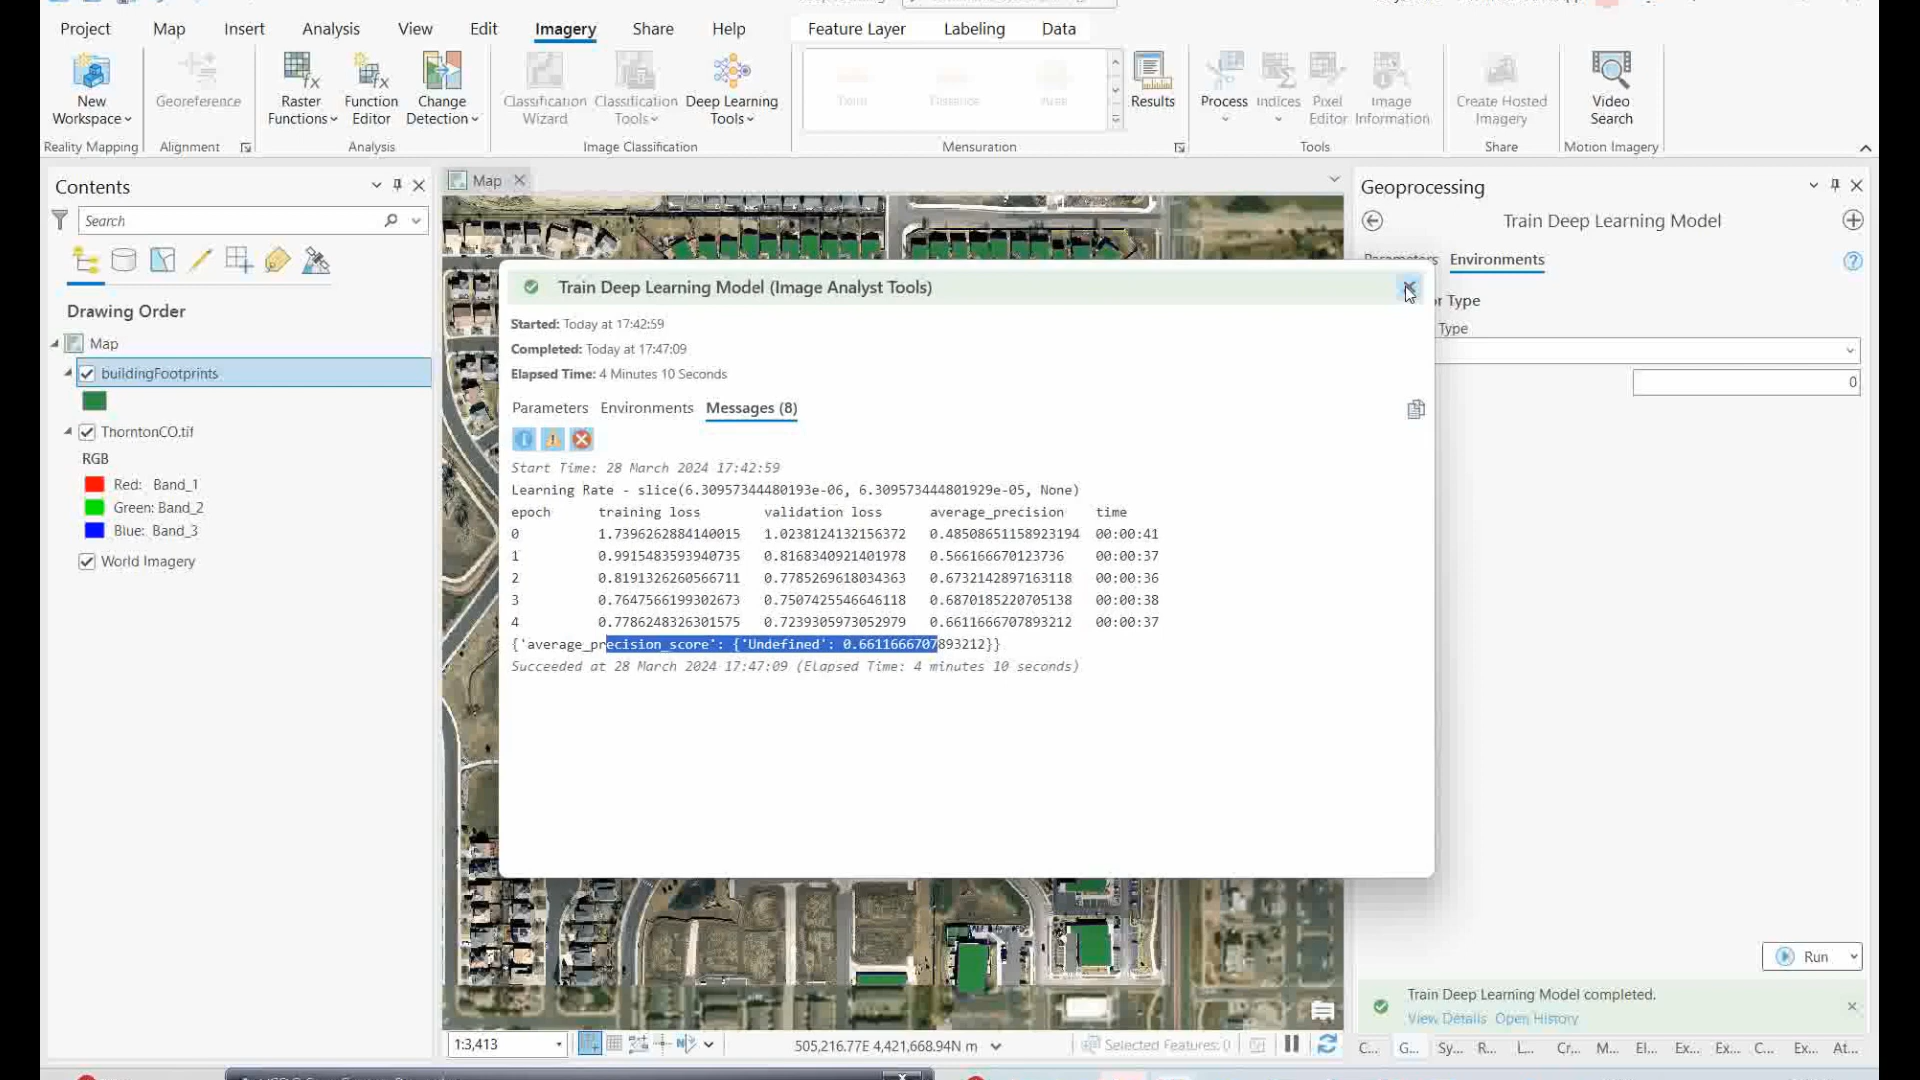 Project Map Insert Analysis View Edit Imagery Share Help Feature Layer Labeling Data
New Workspace
Georeference
Raster Functions
Function Editor
Change Detection
Classification Wizard
Classification Tools
Deep Learning Tools
Results
Process
Indices
Pixel Editor
Image Information
Create Hosted Imagery
Video Search
Reality Mapping Alignment Analysis Image Classification Mensuration Tools Share Motion Imagery
Contents
Search
Drawing Order
Map
buildingFootprints
ThorntonCO.tif
RGB
Red: Band_1
Green: Band_2
Blue: Band_3
World Imagery
Map
Train Deep Learning Model (Image Analyst Tools)
Started: Today at 17:42:59
Completed: Today at 17:47:09
Elapsed Time: 4 Minutes 10 Seconds
Parameters Environments Messages (8)
Start Time: 28 March 2024 17:42:59
Learning Rate - slice(6.30957344480193e-06, 6.309573444801929e-05, None)
epoch training loss validation loss average_precision time
0 1.7396262884140015 1.0238124132156372 0.48508651158923194 00:00:41
1 0.9915483593940735 0.8168340921401978 0.566166670123736 00:00:37
2 0.8191326260566711 0.7785269618034363 0.6732142897163118 00:00:36
3 0.7647566199302673 0.7507425546646118 0.6870185220705138 00:00:38
4 0.7786248326301575 0.7239305973052979 0.6611666707893212 00:00:37
{'average_precision_score': {'Undefined': 0.6611666707893212}}
Succeeded at 28 March 2024 17:47:09 (Elapsed Time: 4 minutes 10 seconds)
Geoprocessing
Train Deep Learning Model
Parameters Environments
r Type
Type
0
Run
Train Deep Learning Model completed.
View Details Open History
1:3,413
505,216.77E 4,421,668.94N m
Selected Features: 0
C... G... Sy... R... L... Cr... M... El... Ex... Ex... C... Ex... At...